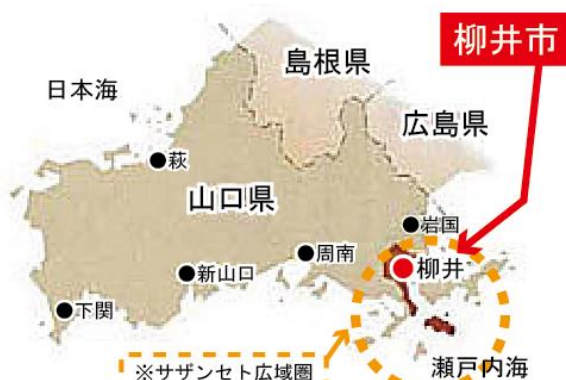 柳井市
島根県
日本海
広島県
萩
山口県
岩国
周南
柳井
新山口
下関
瀬戸内海
※サザンセト広域圏